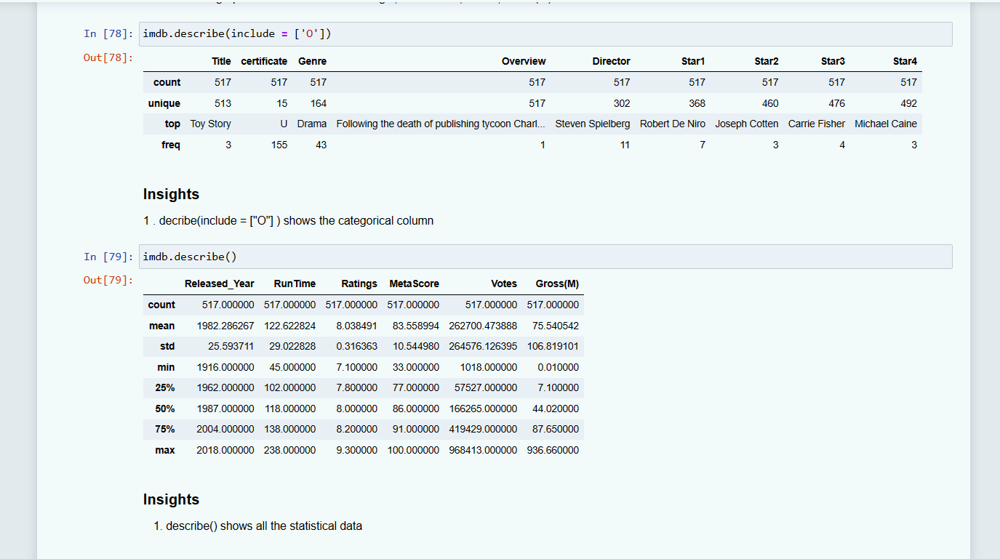 In [78]: imdb.describe(include = ['O'])
Out[78]:
Title certificate Genre Overview Director Star1 Star2 Star3 Star4
count 517 517 517 517 517 517 517 517 517
unique 513 15 164 517 302 368 460 476 492
top Toy Story U Drama Following the death of publishing tycoon Charl... Steven Spielberg Robert De Niro Joseph Cotten Carrie Fisher Michael Caine
freq 3 155 43 1 11 7 3 4 3
Insights
1 . decribe(include = ["O"] ) shows the categorical column
In [79]: imdb.describe()
Out[79]:
Released_Year RunTime Ratings MetaScore Votes Gross(M)
count 517.000000 517.000000 517.000000 517.000000 517.000000 517.000000
mean 1982.286267 122.622824 8.038491 83.558994 262700.473888 75.540542
std 25.593711 29.022828 0.316363 10.544980 264576.126395 106.819101
min 1916.000000 45.000000 7.100000 33.000000 1018.000000 0.010000
25% 1962.000000 102.000000 7.800000 77.000000 57527.000000 7.100000
50% 1987.000000 118.000000 8.000000 86.000000 166265.000000 44.020000
75% 2004.000000 138.000000 8.200000 91.000000 419429.000000 87.650000
max 2018.000000 238.000000 9.300000 100.000000 968413.000000 936.660000
Insights
1. describe() shows all the statistical data